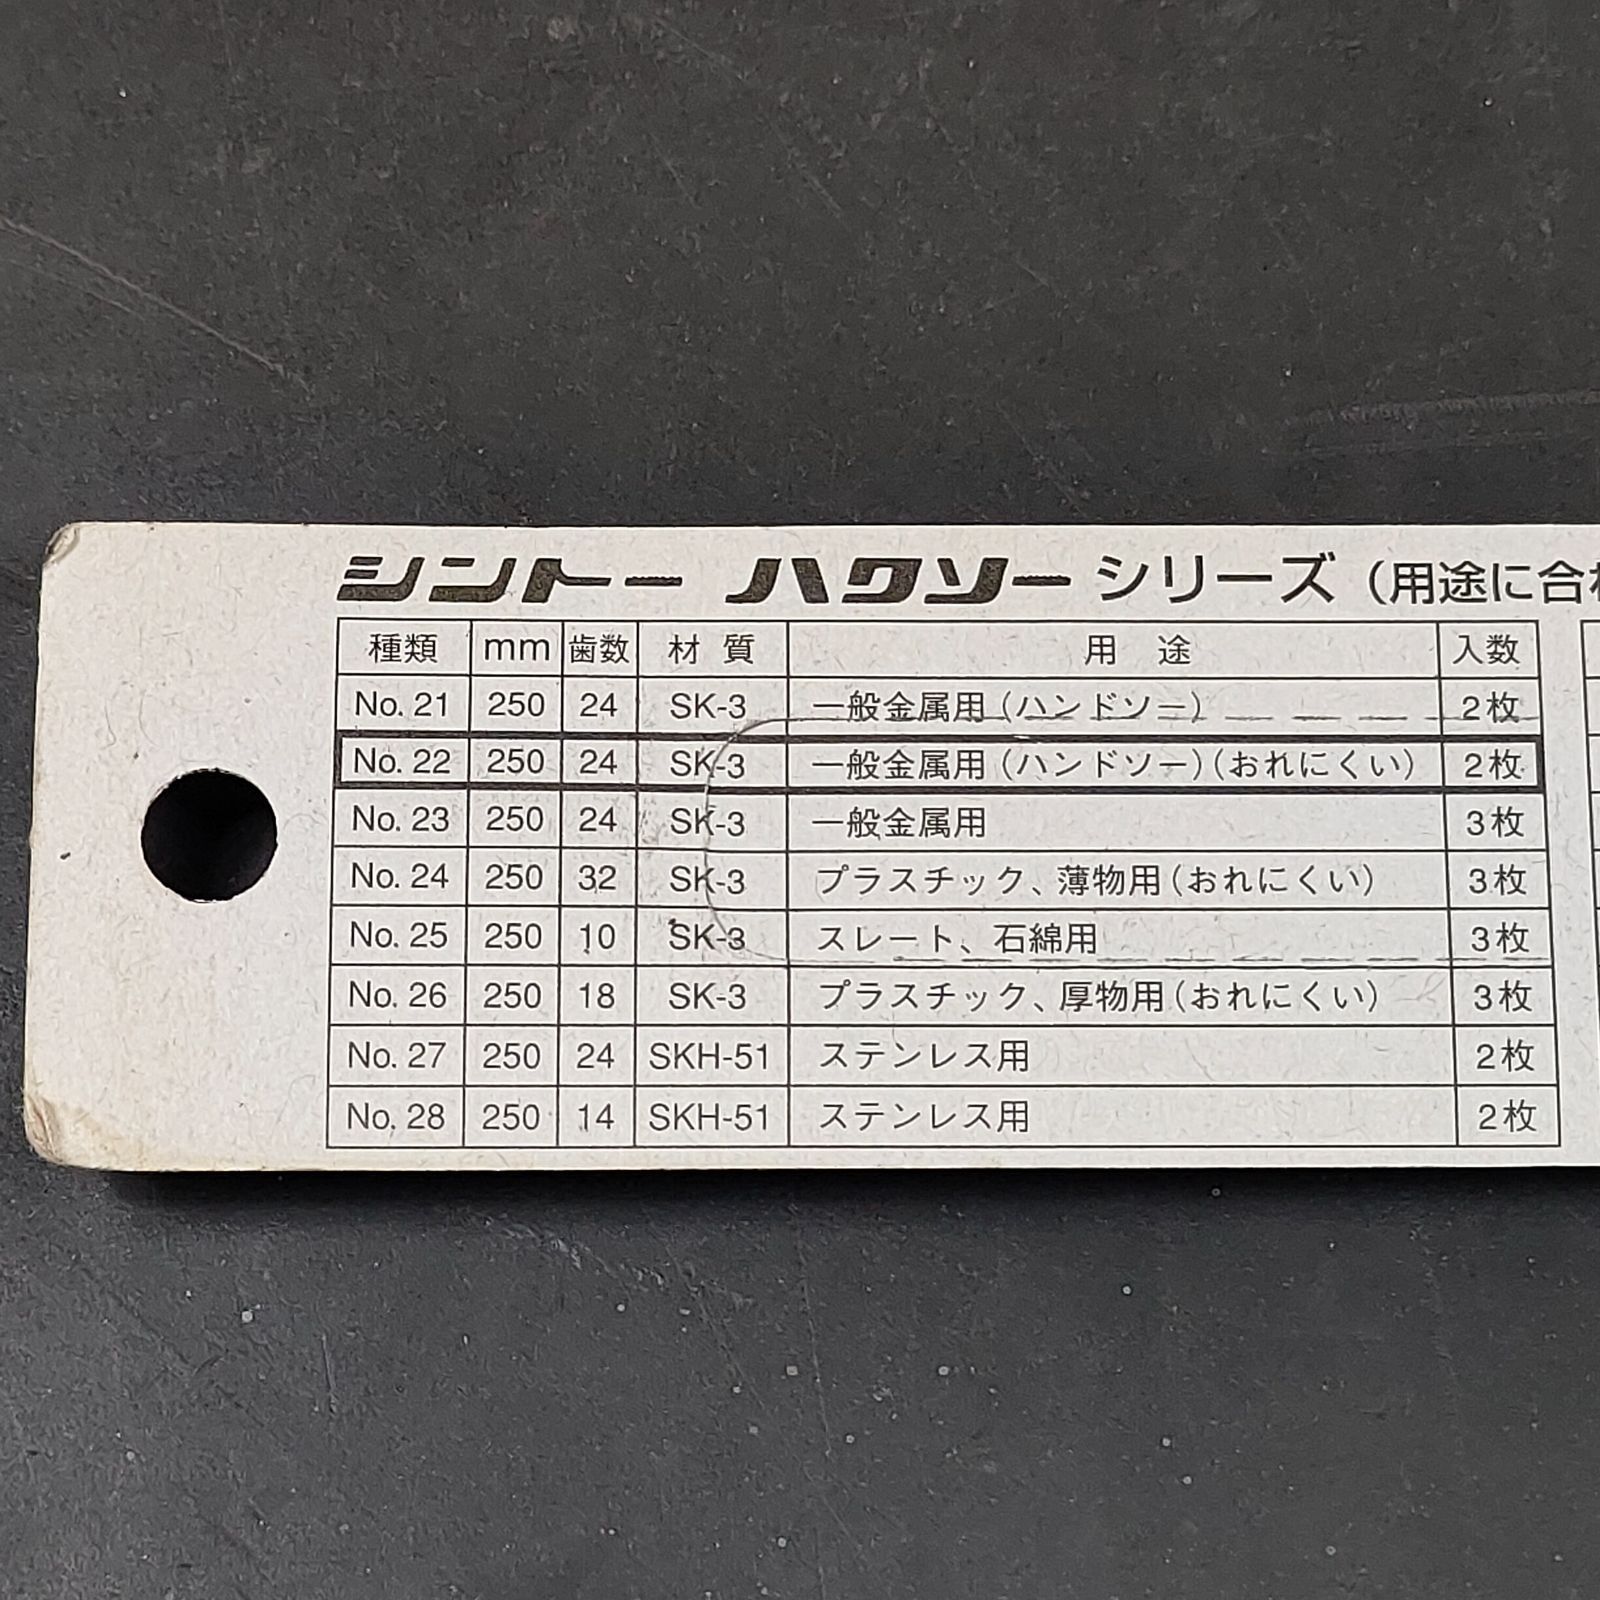 シントー ハクソー シリーズ (用途に合
種類 mm 歯数 材質 用途 入数
No.21 250 24 SK-3 一般金属用(ハンドソー) 2枚
No.22 250 24 SK-3 一般金属用(ハンドソー)(おれにくい) 2枚
No.23 250 24 SK-3 一般金属用 3枚
No.24 250 32 SK-3 プラスチック、薄物用(おれにくい) 3枚
No.25 250 10 SK-3 スレート、石綿用 3枚
No.26 250 18 SK-3 プラスチック、厚物用(おれにくい) 3枚
No.27 250 24 SKH-51 ステンレス用 2枚
No.28 250 14 SKH-51 ステンレス用 2枚